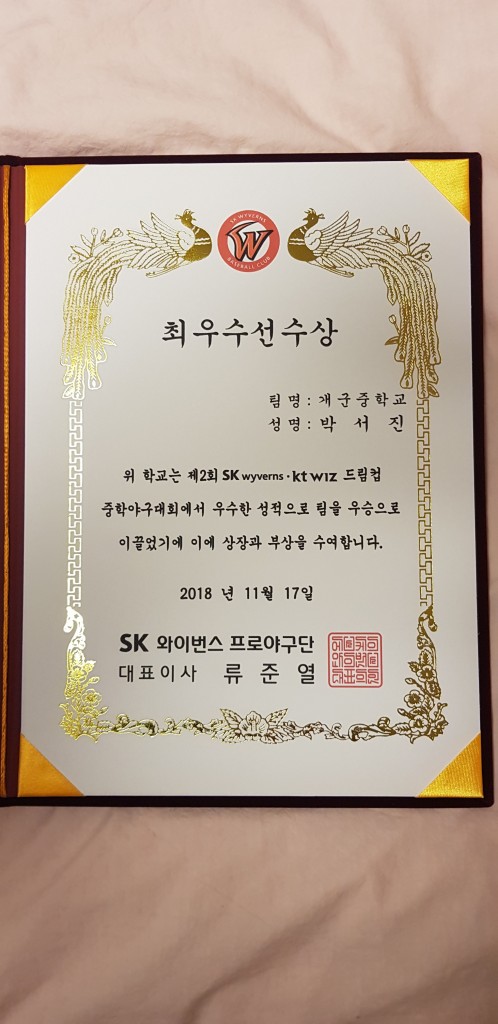 SK WYVERNS
BASEBALL CLUB
최우수선수상
팀명 : 개군중학교
성명 : 박 서 진
위 학교는 제2회 SK wyverns · kt wiz 드림컵
중학야구대회에서 우수한 성적으로 팀을 우승으로
이끌었기에 이에 상장과 부상을 수여합니다.
2018 년 11월 17일
SK 와이번스 프로야구단
대표이사 류 준 열